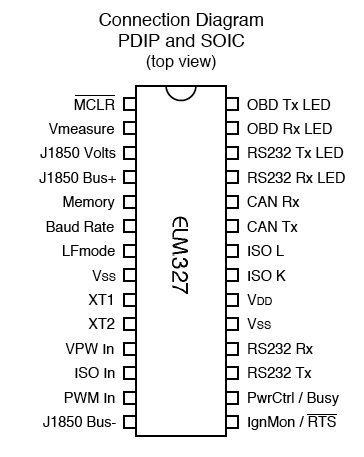 Connection Diagram
PDIP and SOIC
(top view)
MCLR OBD Tx LED
Vmeasure OBD Rx LED
J1850 Volts RS232 Tx LED
J1850 Bus+ RS232 Rx LED
Memory CAN Rx
Baud Rate CAN Tx
LFmode ISO L
VSS ISO K
XT1 VDD
XT2 VSS
VPW In RS232 Rx
ISO In RS232 Tx
PWM In PwrCtrl / Busy
J1850 Bus- IgnMon / RTS
ELM327